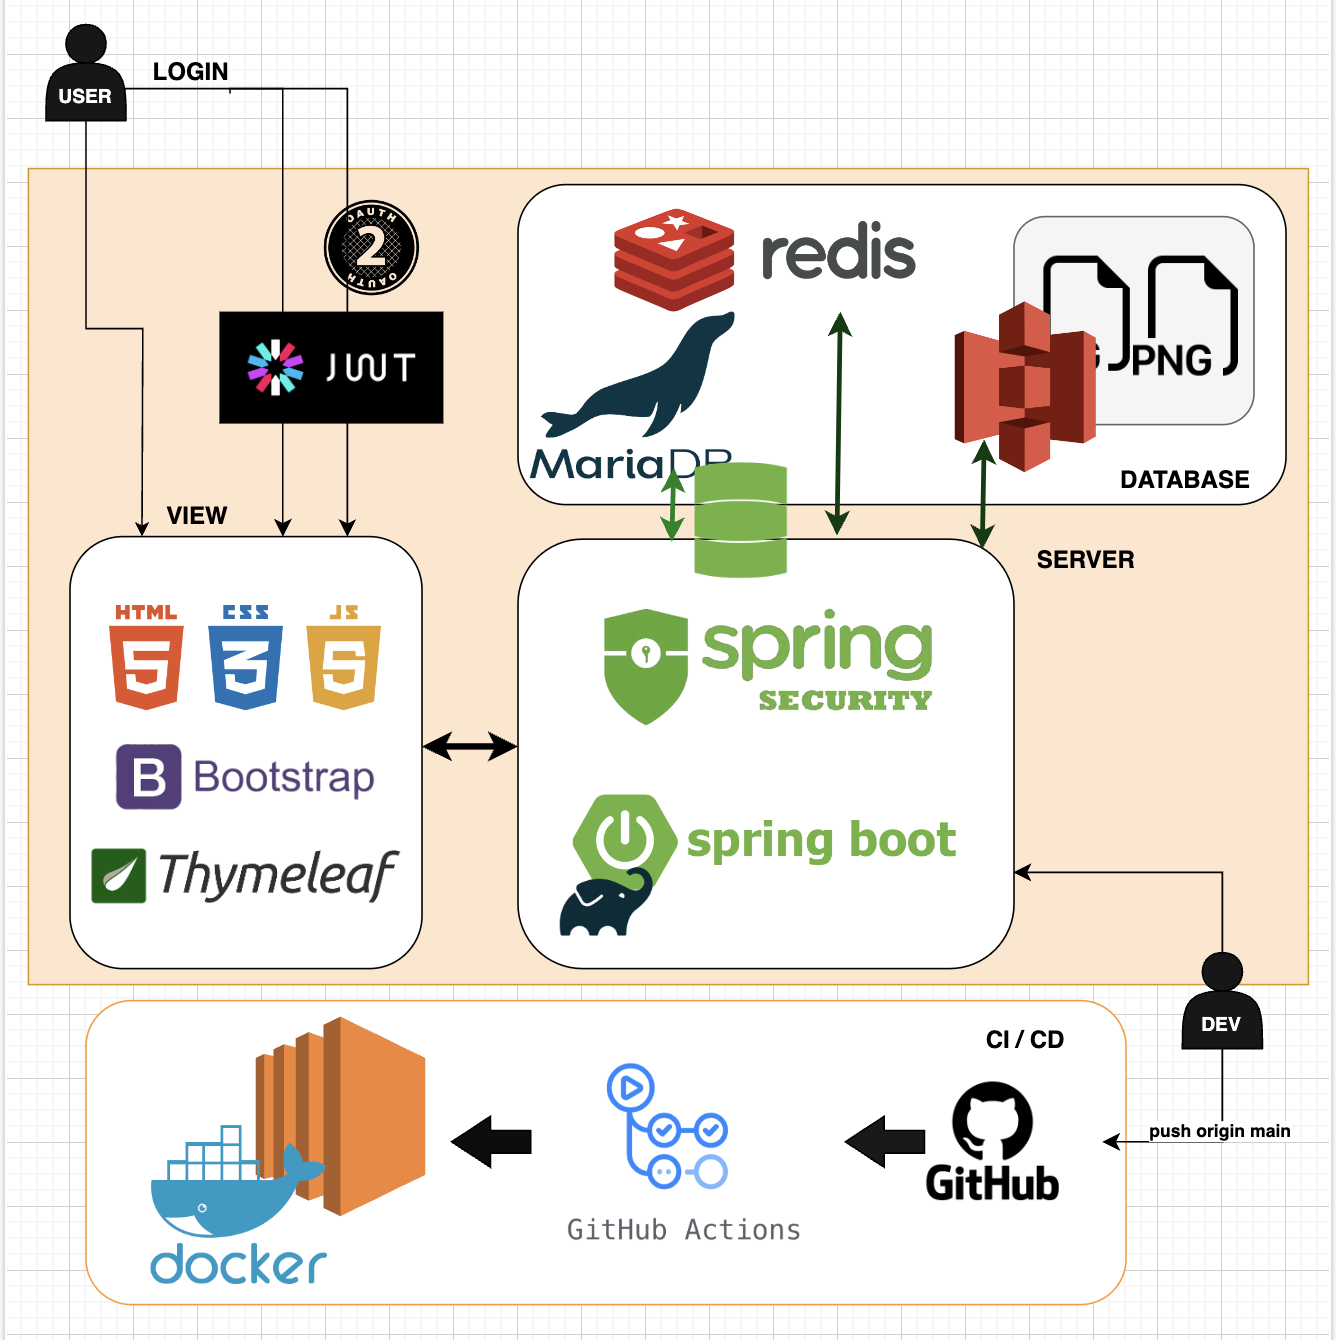 LOGIN
USER
OAUTH
2
OAUTH
JWT
redis
PNG
MariaDB
DATABASE
VIEW
SERVER
HTML
5
CSS
3
JS
5
spring
SECURITY
B Bootstrap
spring boot
Thymeleaf
DEV
CI / CD
push origin main
GitHub
GitHub Actions
docker